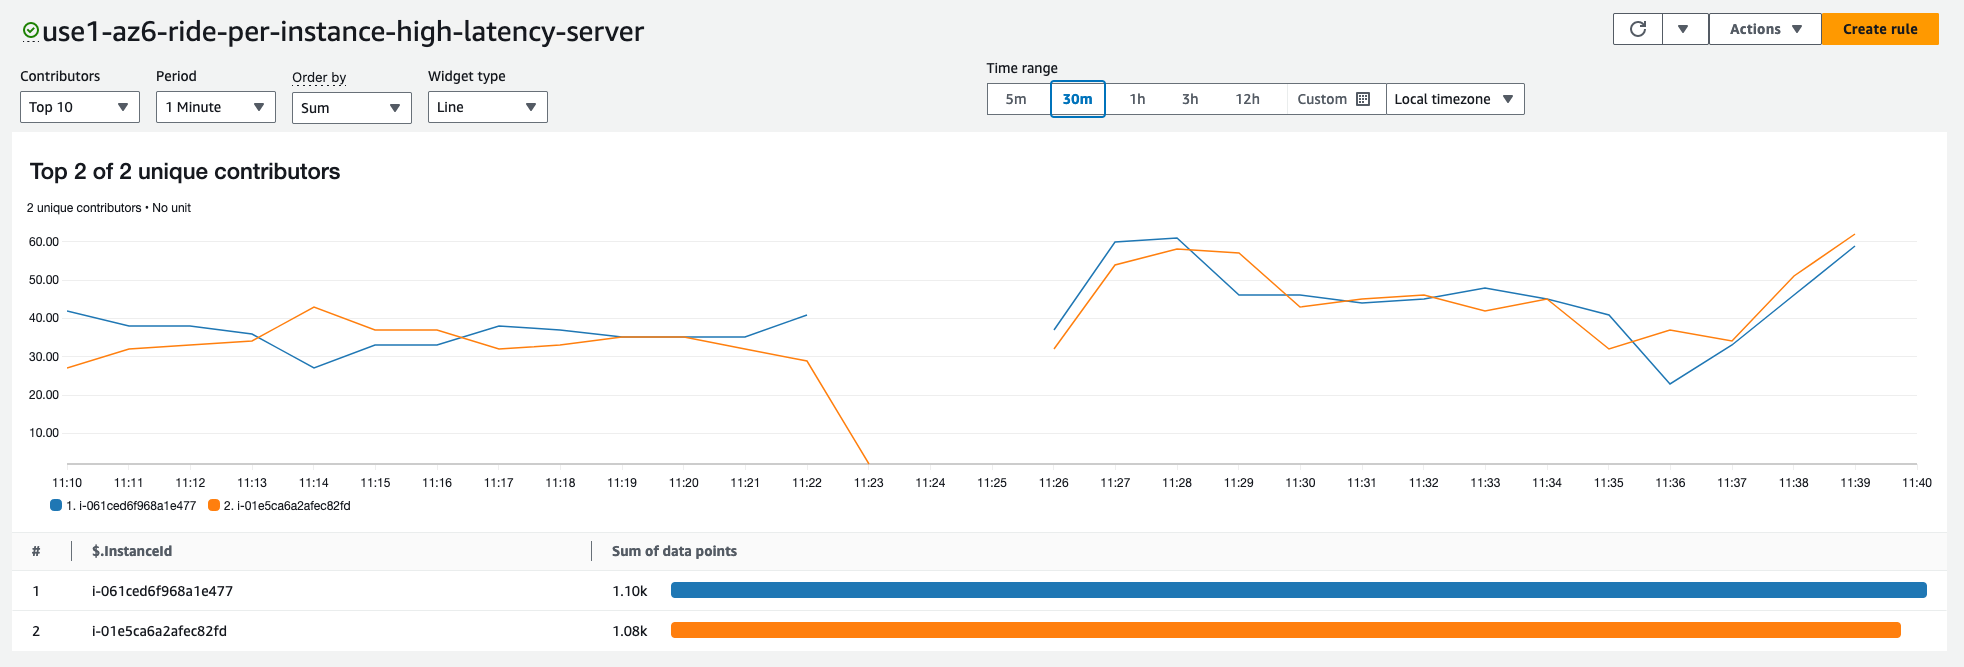 use1-az6-ride-per-instance-high-latency-server
Actions
Create rule
Contributors
Period
Order by
Widget type
Time range
Top 10
1 Minute
Sum
Line
5m
30m
1h
3h
12h
Custom
Local timezone
Top 2 of 2 unique contributors
2 unique contributors • No unit
60.00
50.00
40.00
30.00
20.00
10.00
11:10 11:11 11:12 11:13 11:14 11:15 11:16 11:17 11:18 11:19 11:20 11:21 11:22 11:23 11:24 11:25 11:26 11:27 11:28 11:29 11:30 11:31 11:32 11:33 11:34 11:35 11:36 11:37 11:38 11:39 11:40
1. i-061ced6f968a1e477 2. i-01e5ca6a2afec82fd
# $.InstanceId Sum of data points
1 i-061ced6f968a1e477 1.10k
2 i-01e5ca6a2afec82fd 1.08k